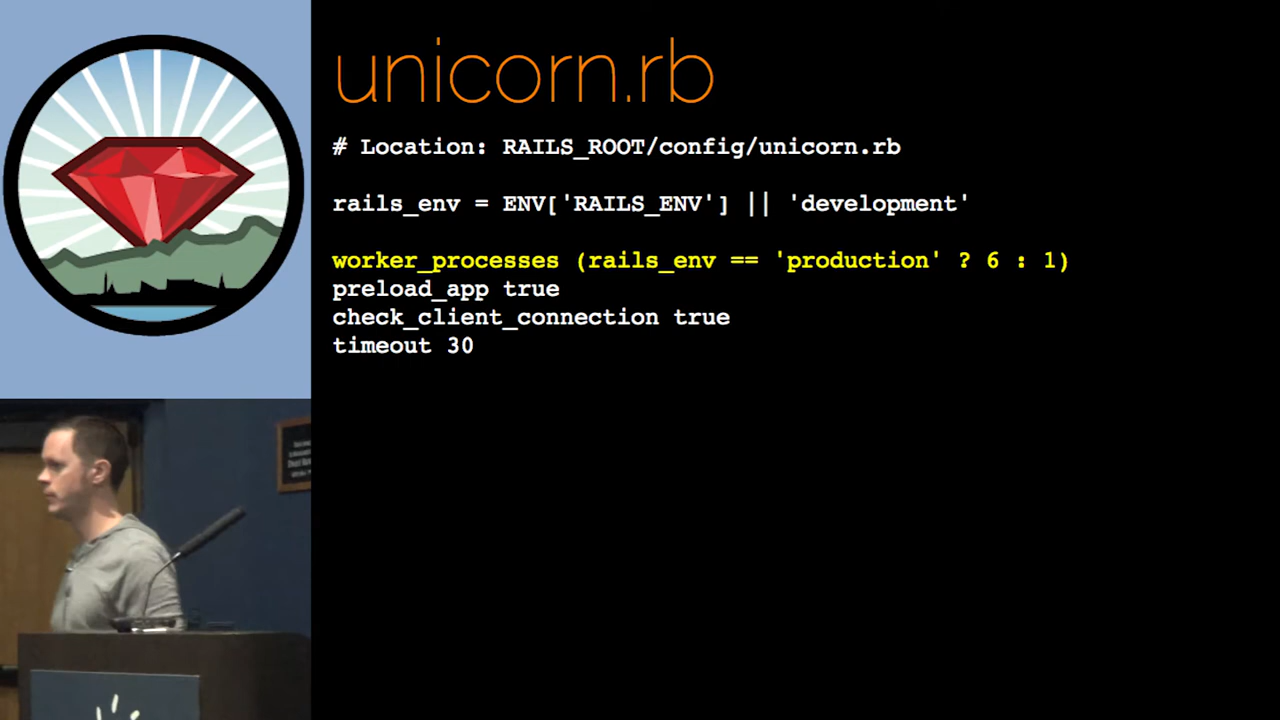 unicorn.rb
# Location: RAILS_ROOT/config/unicorn.rb
rails_env = ENV['RAILS_ENV'] || 'development'
worker_processes (rails_env == 'production' ? 6 : 1)
preload_app true
check_client_connection true
timeout 30